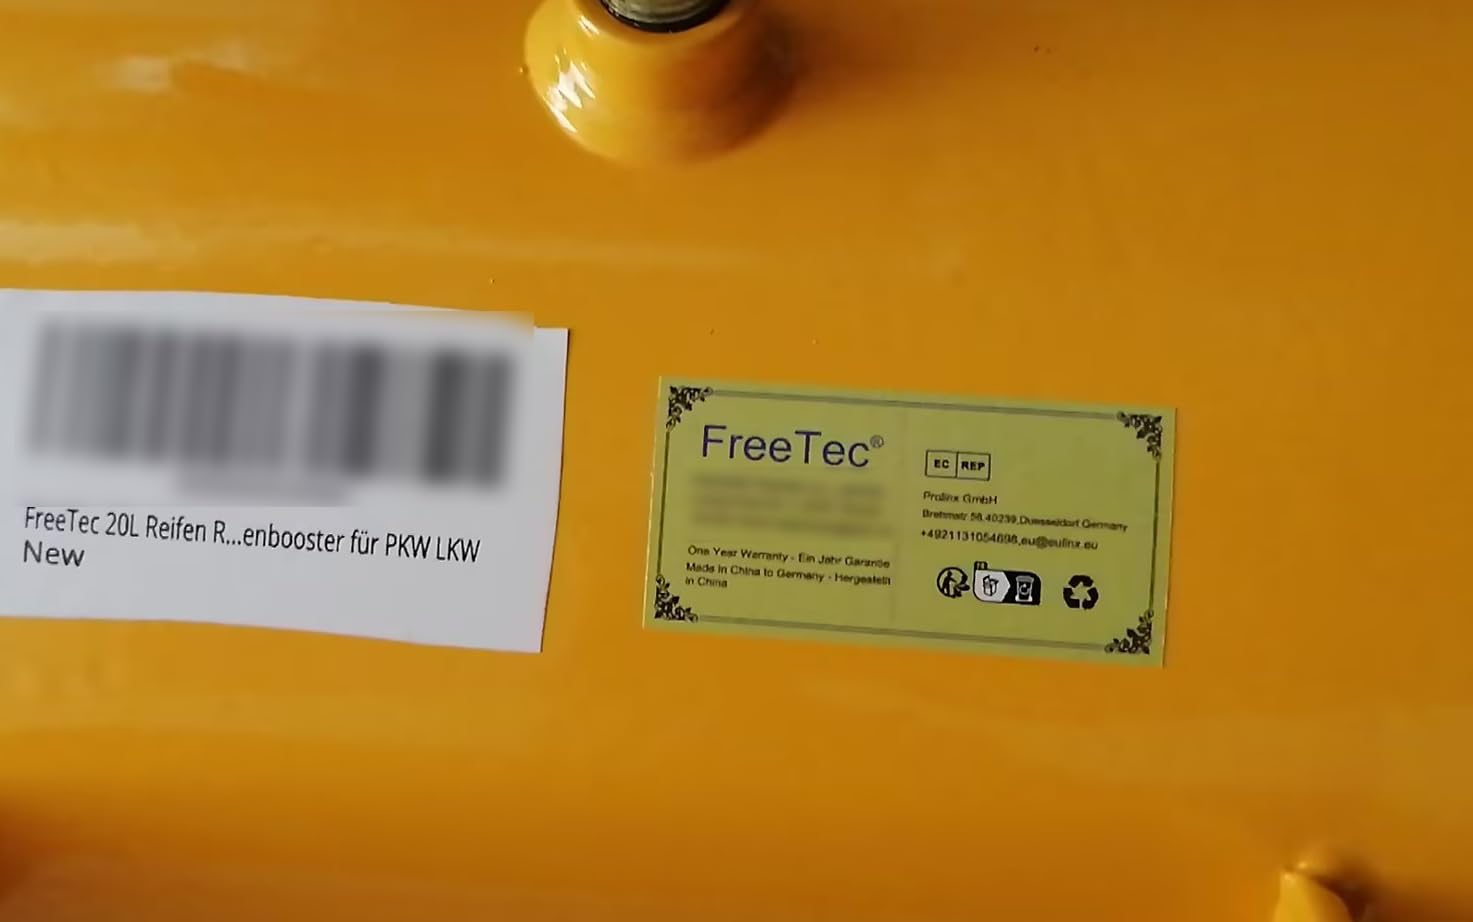 FreeTec 20L Reifen R...enbooster für PKW LKW
New
FreeTec®
One Year Warranty - Ein Jahr Garantie
Made in China to Germany - Hergestellt
in China
EC REP
Prolinx GmbH
Brehmstr 56,40239,Duesseldorf Germany
+4921131054698,eu@eulinx.eu